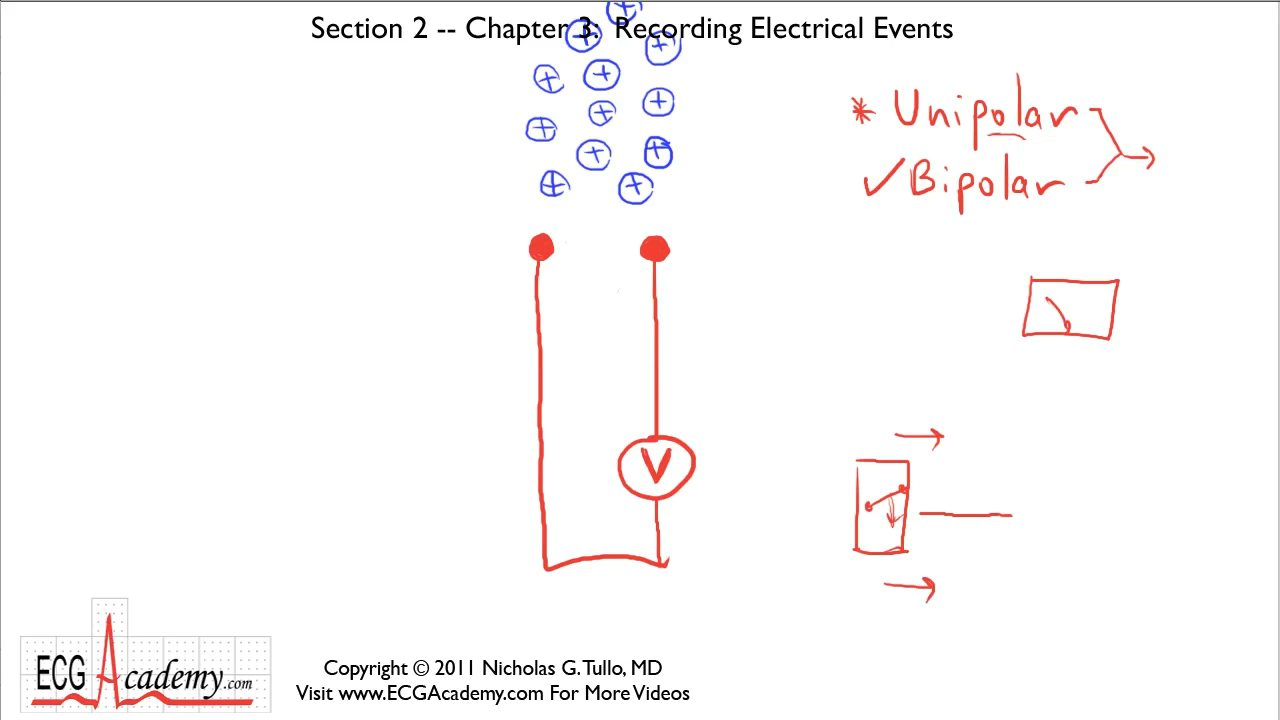 Section 2 -- Chapter 3: Recording Electrical Events
+ + + + + + + + + + + + +
* Unipolar
✓ Bipolar
V
ECG Academy.com
Copyright © 2011 Nicholas G. Tullo, MD
Visit www.ECGAcademy.com For More Videos